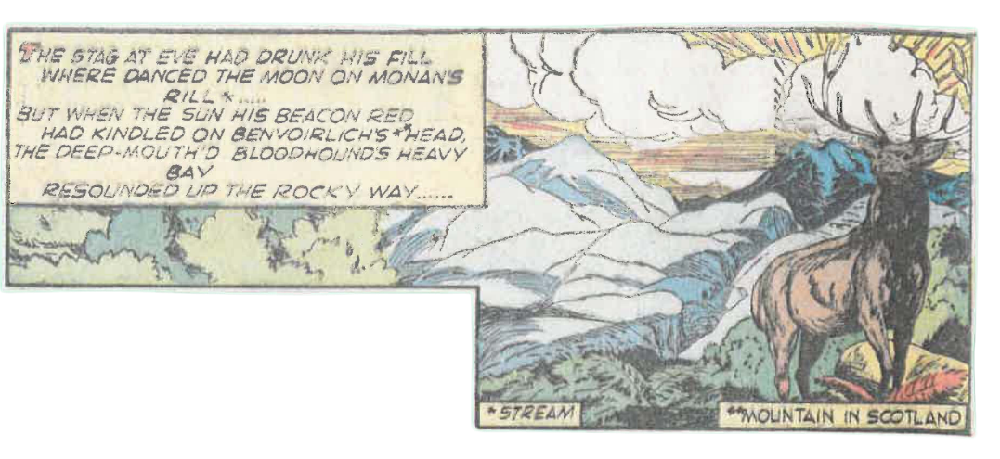 THE STAG AT EVE HAD DRUNK HIS FILL
WHERE DANCED THE MOON ON MONAN'S
RILL *.....
BUT WHEN THE SUN HIS BEACON RED
HAD KINDLED ON BENVOIRLICH'S**HEAD,
THE DEEP-MOUTH'D BLOODHOUND'S HEAVY
BAY
RESOUNDED UP THE ROCKY WAY......
*STREAM
**MOUNTAIN IN SCOTLAND